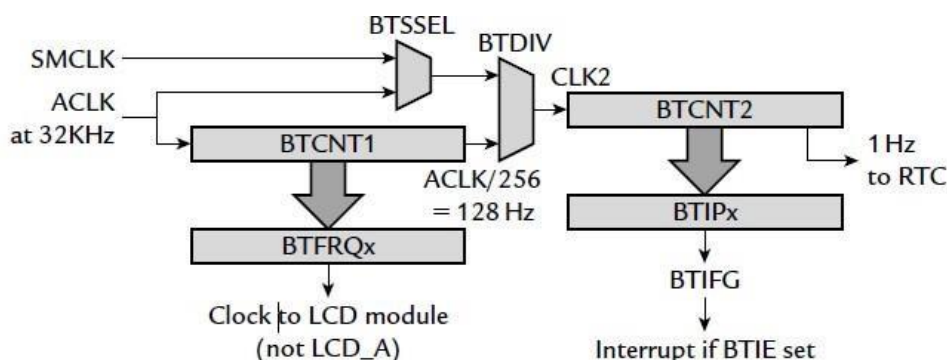 BTSSEL
SMCLK
BTDIV
CLK2
ACLK
at 32KHz
BTCNT1
BTCNT2
1 Hz
to RTC
ACLK/256
= 128 Hz
BTFRQx
BTIPx
BTIFG
Clock to LCD module
(not LCD_A)
Interrupt if BTIE set